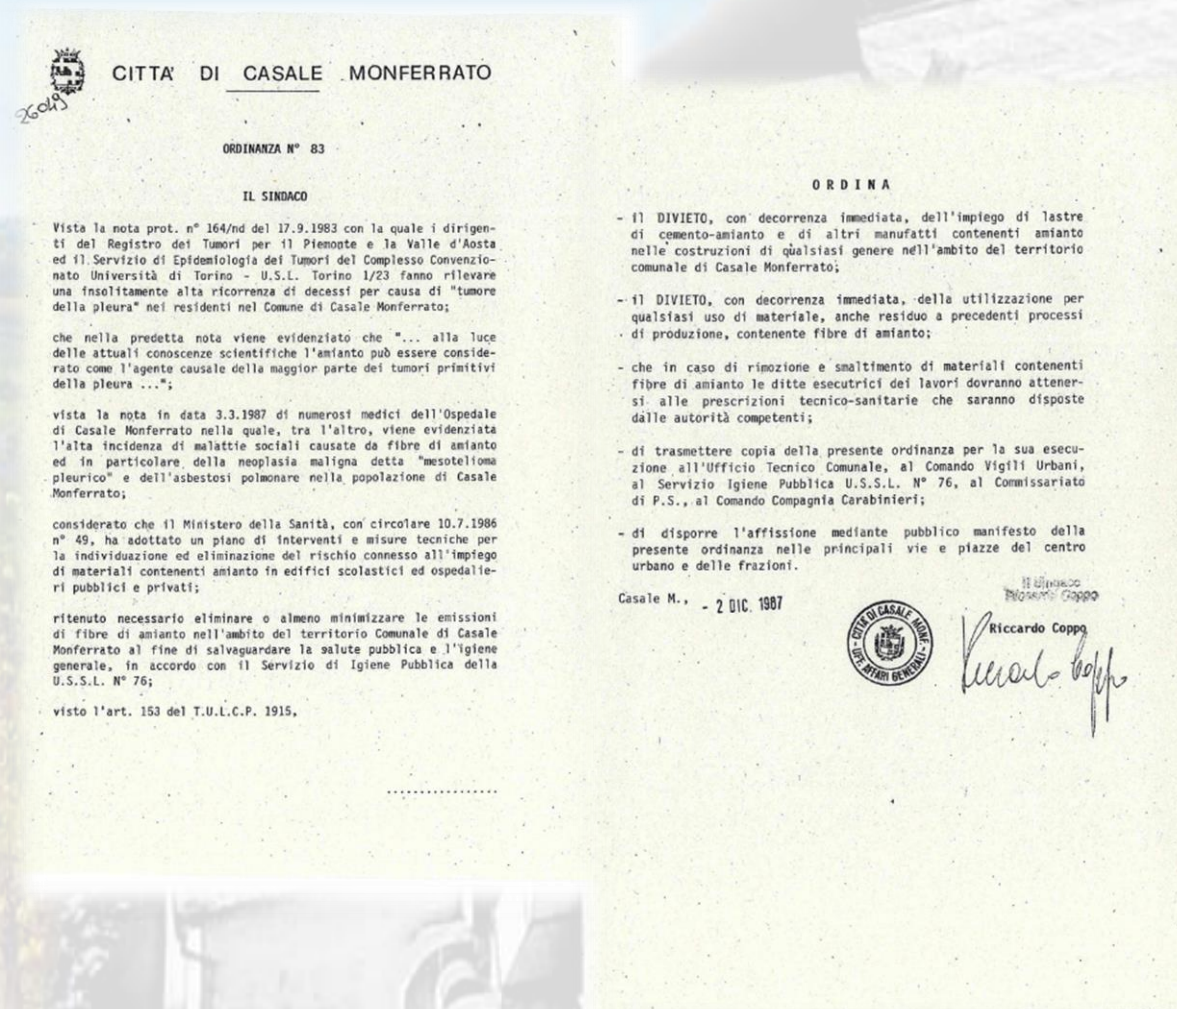 CITTA' DI CASALE MONFERRATO
26049
ORDINANZA N° 83
IL SINDACO
Vista la nota prot. n° 164/nd del 17.9.1983 con la quale i dirigen-
ti del Registro dei Tumori per il Piemonte e la Valle d'Aosta
ed il Servizio di Epidemiologia dei Tumori del Complesso Convenzio-
nato Università di Torino - U.S.L. Torino 1/23 fanno rilevare
una insolitamente alta ricorrenza di decessi per causa di "tumore
della pleura" nei residenti nel Comune di Casale Monferrato;
che nella predetta nota viene evidenziato che "... alla luce
delle attuali conoscenze scientifiche l'amianto può essere conside-
rato come l'agente causale della maggior parte dei tumori primitivi
della pleura ...";
vista la nota in data 3.3.1987 di numerosi medici dell'Ospedale
di Casale Monferrato nella quale, tra l'altro, viene evidenziata
l'alta incidenza di malattie sociali causate da fibre di amianto
ed in particolare della neoplasia maligna detta "mesotelioma
pleurico" e dell'asbestosi polmonare nella popolazione di Casale
Monferrato;
considerato che il Ministero della Sanità, con circolare 10.7.1986
n° 49, ha adottato un piano di interventi e misure tecniche per
la individuazione ed eliminazione del rischio connesso all'impiego
di materiali contenenti amianto in edifici scolastici ed ospedalie-
ri pubblici e privati;
ritenuto necessario eliminare o almeno minimizzare le emissioni
di fibre di amianto nell'ambito del territorio Comunale di Casale
Monferrato al fine di salvaguardare la salute pubblica e l'igiene
generale, in accordo con il Servizio di Igiene Pubblica della
U.S.S.L. N° 76;
visto l'art. 153 del T.U.L.C.P. 1915,
................
ORDINA
- il DIVIETO, con decorrenza immediata, dell'impiego di lastre
di cemento-amianto e di altri manufatti contenenti amianto
nelle costruzioni di qualsiasi genere nell'ambito del territorio
comunale di Casale Monferrato;
- il DIVIETO, con decorrenza immediata, della utilizzazione per
qualsiasi uso di materiale, anche residuo a precedenti processi
di produzione, contenente fibre di amianto;
- che in caso di rimozione e smaltimento di materiali contenenti
fibre di amianto le ditte esecutrici dei lavori dovranno attener-
si alle prescrizioni tecnico-sanitarie che saranno disposte
dalle autorità competenti;
- di trasmettere copia della presente ordinanza per la sua esecu-
zione all'Ufficio Tecnico Comunale, al Comando Vigili Urbani,
al Servizio Igiene Pubblica U.S.S.L. N° 76, al Commissariato
di P.S., al Comando Compagnia Carabinieri;
- di disporre l'affissione mediante pubblico manifesto della
presente ordinanza nelle principali vie e piazze del centro
urbano e delle frazioni.
Casale M., - 2 DIC. 1987
Il Sindaco
Riccardo Coppo
Riccardo Coppo
CITTÀ DI CASALE MONF. - UFF. AFFARI GENERALI -
Riccardo Coppo